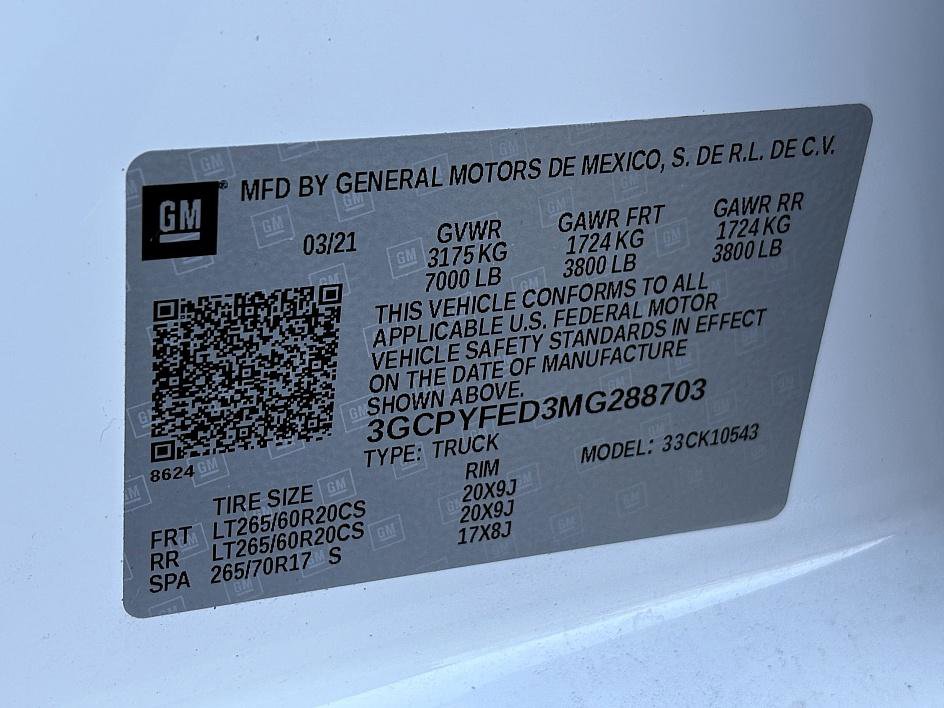 GM® MFD BY GENERAL MOTORS DE MEXICO, S. DE R.L. DE C.V.
03/21 GVWR GAWR FRT GAWR RR
3175 KG 1724 KG 1724 KG
7000 LB 3800 LB 3800 LB
THIS VEHICLE CONFORMS TO ALL
APPLICABLE U.S. FEDERAL MOTOR
VEHICLE SAFETY STANDARDS IN EFFECT
ON THE DATE OF MANUFACTURE
SHOWN ABOVE.
3GCPYFED3MG288703
8624 TYPE: TRUCK MODEL: 33CK10543
TIRE SIZE RIM
FRT LT265/60R20CS 20X9J
RR LT265/60R20CS 20X9J
SPA 265/70R17 S 17X8J